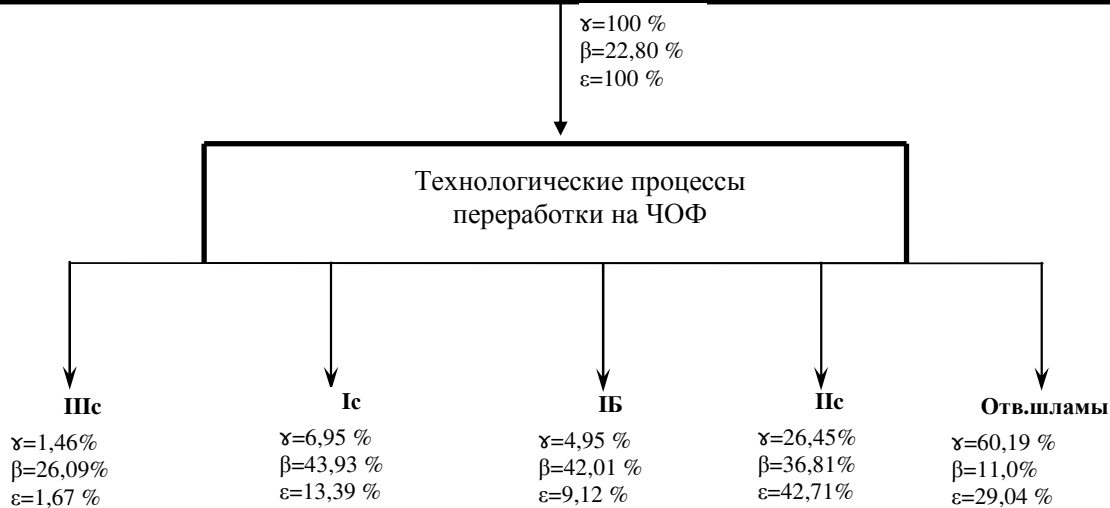 ɤ=100 %
β=22,80 %
ε=100 %
Технологические процессы
переработки на ЧОФ
IIIс
ɤ=1,46%
β=26,09%
ε=1,67 %
Iс
ɤ=6,95 %
β=43,93 %
ε=13,39 %
IБ
ɤ=4,95 %
β=42,01 %
ε=9,12 %
IIс
ɤ=26,45%
β=36,81%
ε=42,71%
Отв.шламы
ɤ=60,19 %
β=11,0%
ε=29,04 %